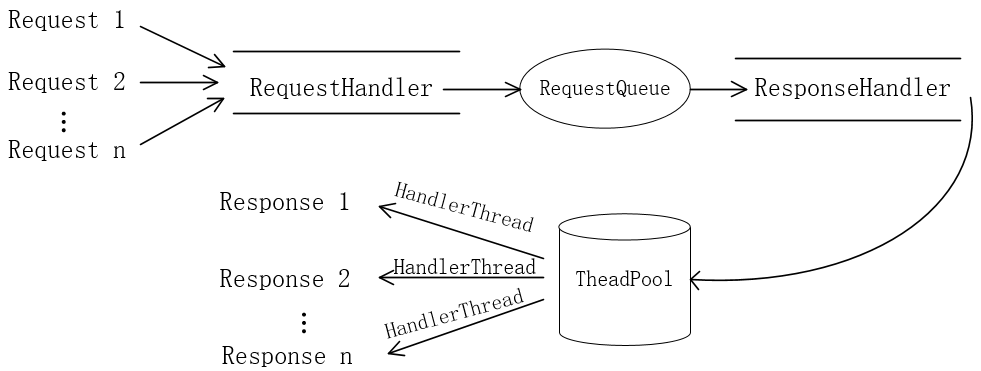 Request 1
Request 2
⋮
Request n
RequestHandler
RequestQueue
ResponseHandler
Response 1
HandlerThread
Response 2
HandlerThread
⋮
HandlerThread
Response n
TheadPool